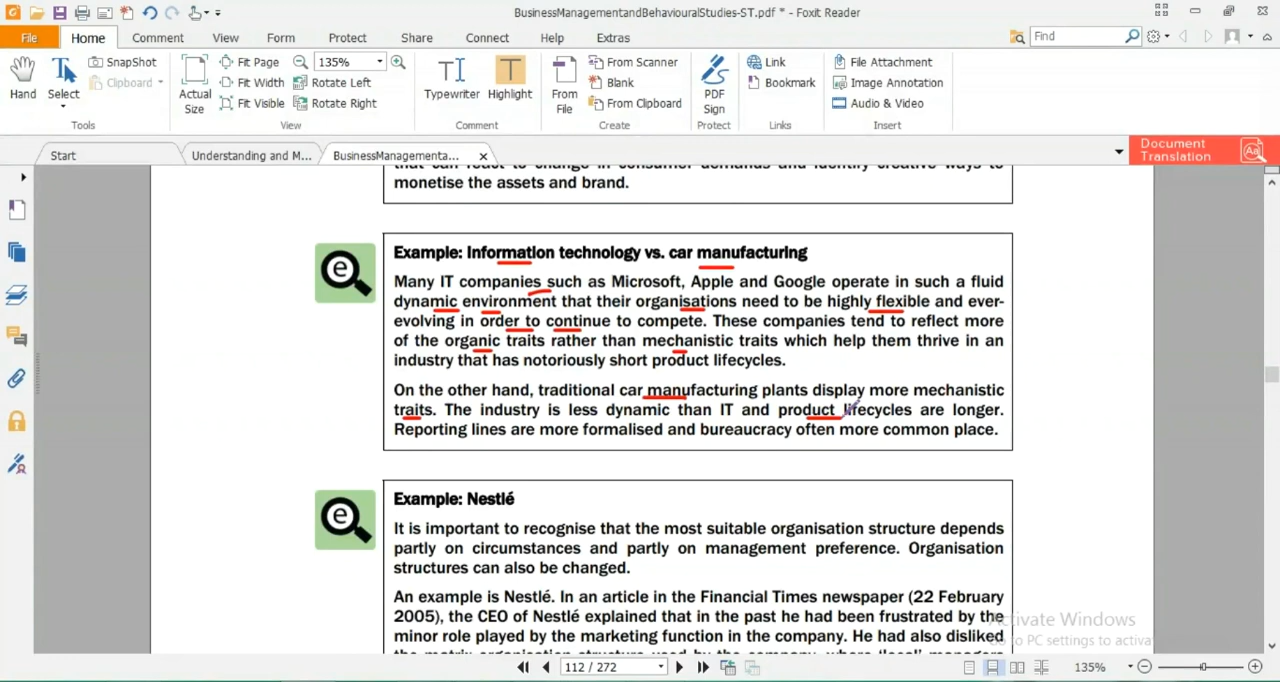 BusinessManagementandBehaviouralStudies-ST.pdf * - Foxit Reader
File Home Comment View Form Protect Share Connect Help Extras Find
Hand
Select
SnapShot
Clipboard
Tools
Actual Size
Fit Page
Fit Width
Fit Visible
135%
Rotate Left
Rotate Right
View
Typewriter
Highlight
Comment
From File
From Scanner
Blank
From Clipboard
Create
PDF Sign
Protect
Link
Bookmark
Links
File Attachment
Image Annotation
Audio & Video
Insert
Start Understanding and M... BusinessManagementa...
Document Translation
monetise the assets and brand.
Example: Information technology vs. car manufacturing
Many IT companies such as Microsoft, Apple and Google operate in such a fluid
dynamic environment that their organisations need to be highly flexible and ever-
evolving in order to continue to compete. These companies tend to reflect more
of the organic traits rather than mechanistic traits which help them thrive in an
industry that has notoriously short product lifecycles.
On the other hand, traditional car manufacturing plants display more mechanistic
traits. The industry is less dynamic than IT and product lifecycles are longer.
Reporting lines are more formalised and bureaucracy often more common place.
Example: Nestlé
It is important to recognise that the most suitable organisation structure depends
partly on circumstances and partly on management preference. Organisation
structures can also be changed.
An example is Nestlé. In an article in the Financial Times newspaper (22 February
2005), the CEO of Nestlé explained that in the past he had been frustrated by the
minor role played by the marketing function in the company. He had also disliked
Activate Windows
Go to PC settings to activa
112 / 272
135%